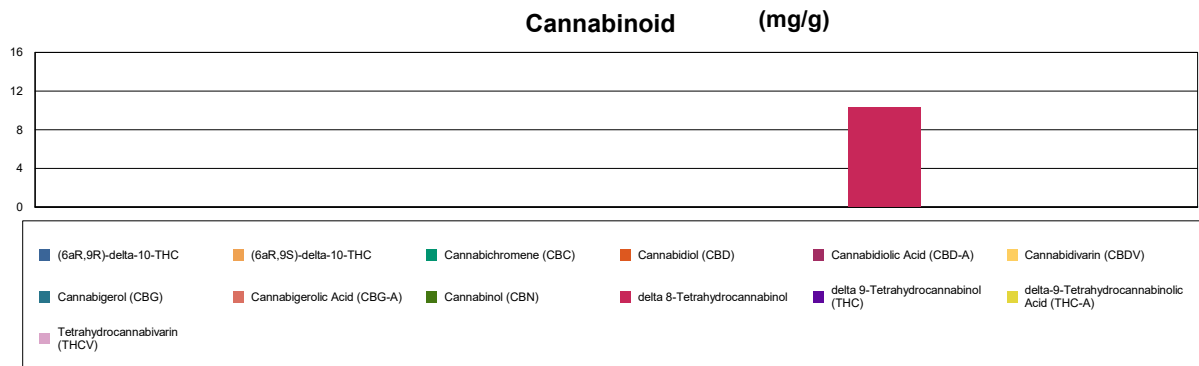 Cannabinoid (mg/g)
16
12
8
4
0
(6aR,9R)-delta-10-THC
(6aR,9S)-delta-10-THC
Cannabichromene (CBC)
Cannabidiol (CBD)
Cannabidiolic Acid (CBD-A)
Cannabidivarin (CBDV)
Cannabigerol (CBG)
Cannabigerolic Acid (CBG-A)
Cannabinol (CBN)
delta 8-Tetrahydrocannabinol
delta 9-Tetrahydrocannabinol
(THC)
delta-9-Tetrahydrocannabinolic
Acid (THC-A)
Tetrahydrocannabivarin
(THCV)